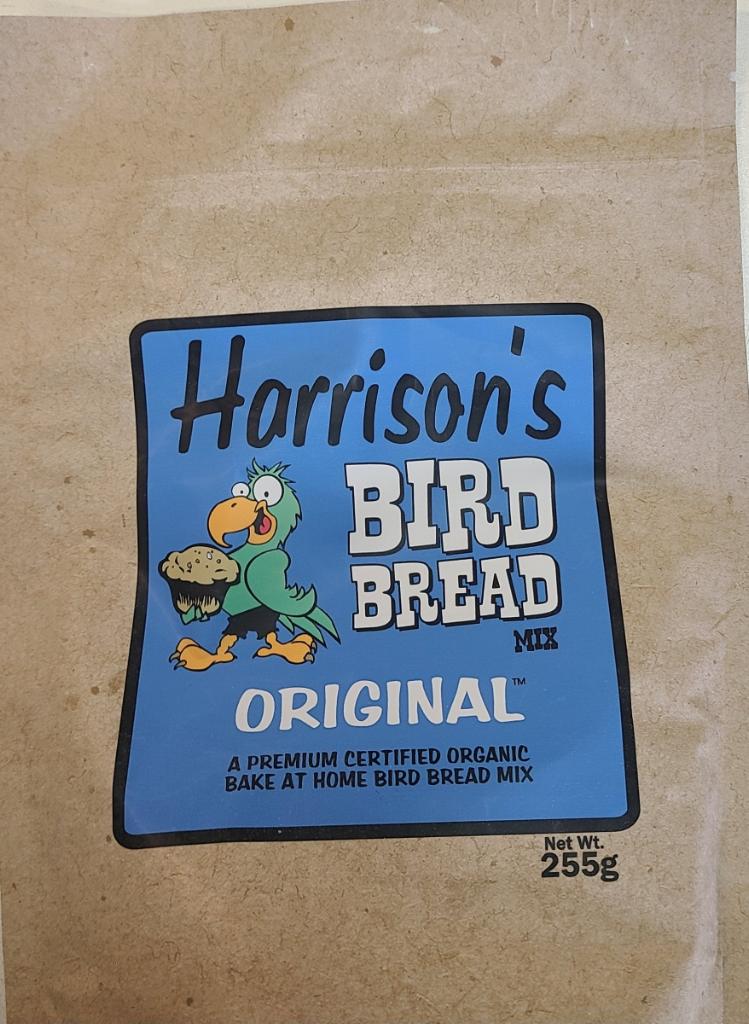 Harrison's
BIRD
BREAD
MIX
ORIGINAL™
A PREMIUM CERTIFIED ORGANIC
BAKE AT HOME BIRD BREAD MIX
Net Wt.
255g